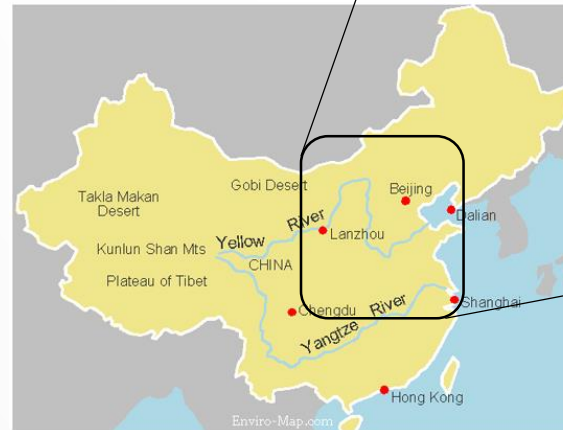 Takla Makan
Desert
Gobi Desert
Beijing
Dalian
Yellow River
Lanzhou
Kunlun Shan Mts
CHINA
Plateau of Tibet
Chengdu
Yangtze River
Shanghai
Hong Kong
Enviro-Map.com